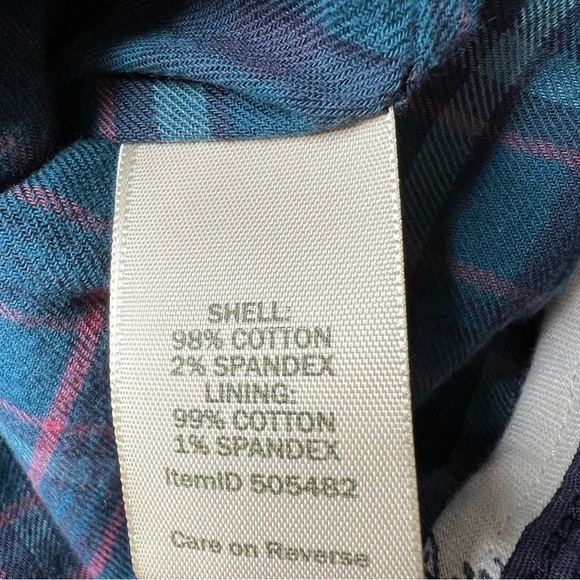 SHELL:
98% COTTON
2% SPANDEX
LINING:
99% COTTON
1% SPANDEX
ItemID 505482
Care on Reverse